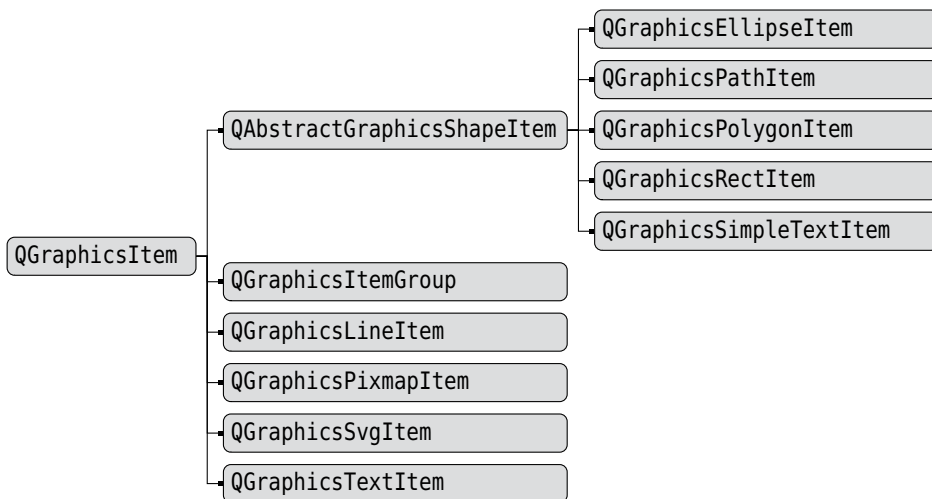 QGraphicsItem
QAbstractGraphicsShapeItem
QGraphicsEllipseItem
QGraphicsPathItem
QGraphicsPolygonItem
QGraphicsRectItem
QGraphicsSimpleTextItem
QGraphicsItemGroup
QGraphicsLineItem
QGraphicsPixmapItem
QGraphicsSvgItem
QGraphicsTextItem